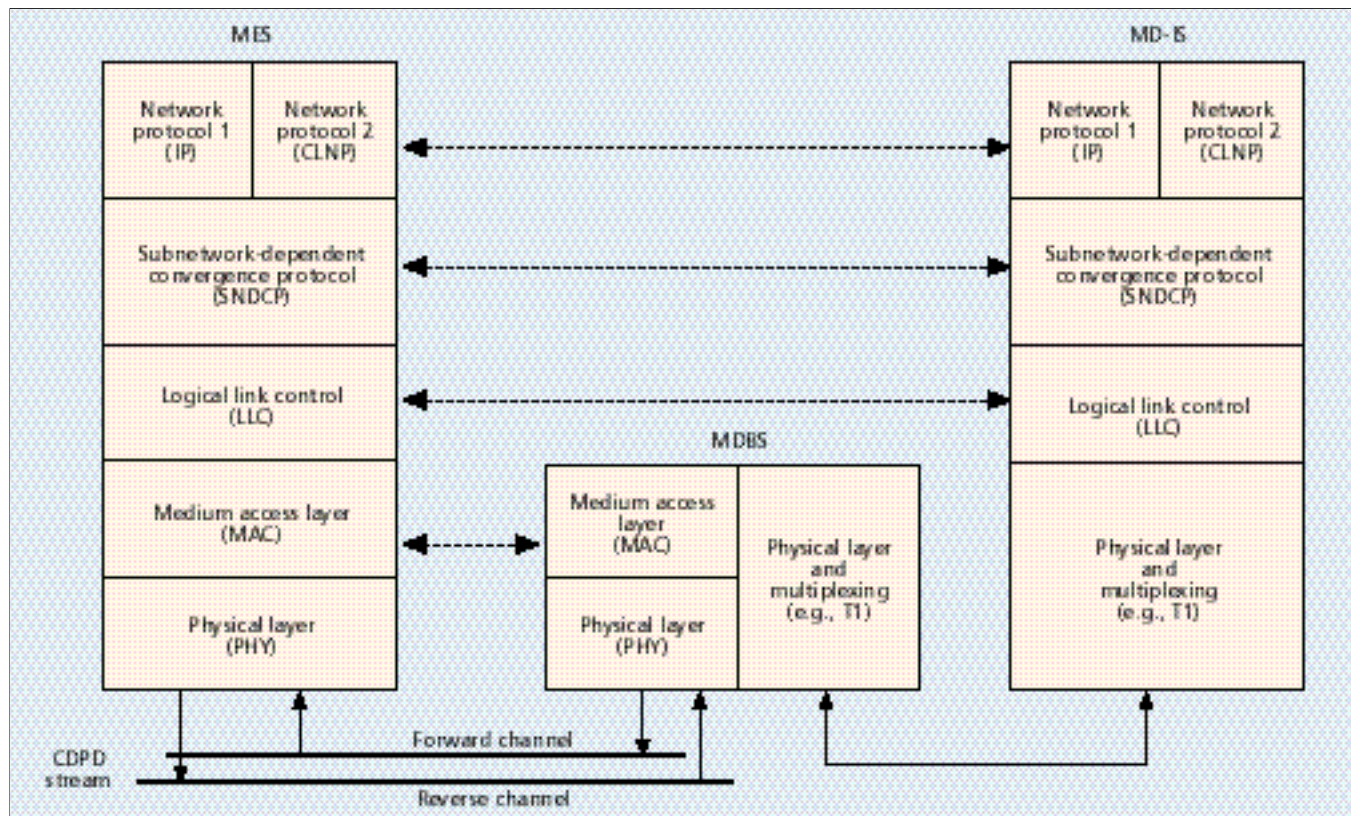 MES
MD-IS
Network
protocol 1
(IP)
Network
protocol 2
(CLNP)
Network
protocol 1
(IP)
Network
protocol 2
(CLNP)
Subnetwork-dependent
convergence protocol
(SNDCP)
Subnetwork-dependent
convergence protocol
(SNDCP)
Logical link control
(LLC)
Logical link control
(LLC)
MDBS
Medium access layer
(MAC)
Medium access
layer
(MAC)
Physical layer
and
multiplexing
(e.g., T1)
Physical layer
and
multiplexing
(e.g., T1)
Physical layer
(PHY)
Physical layer
(PHY)
CDPD
stream
Forward channel
Reverse channel